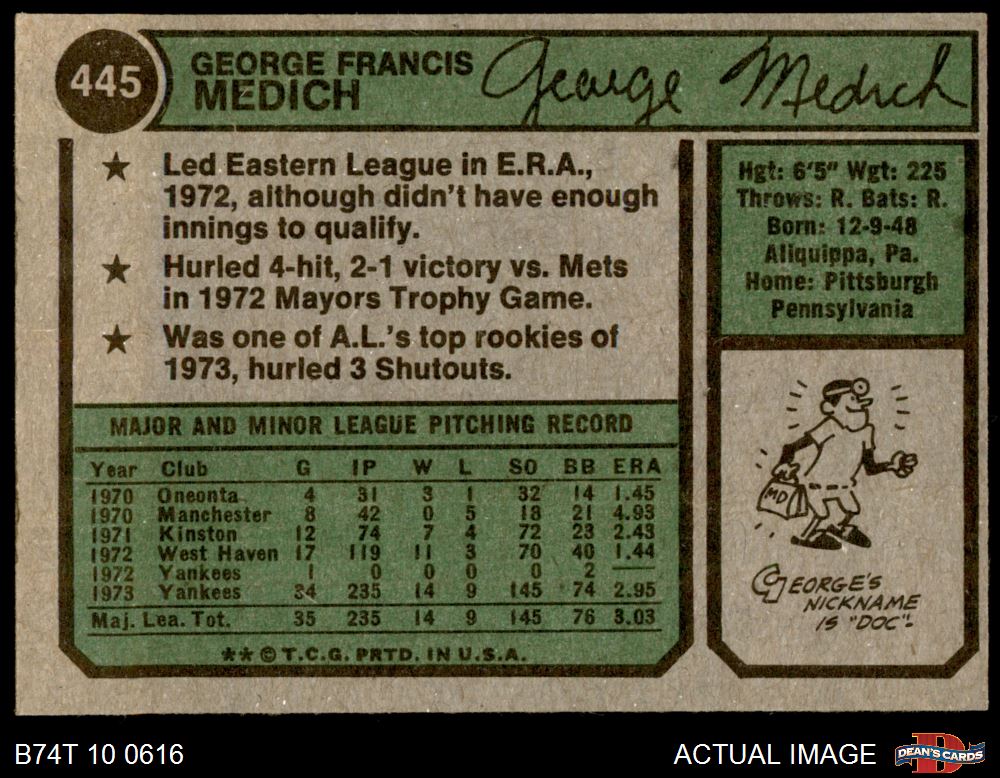 445
GEORGE FRANCIS
MEDICH
George Medich
★ Led Eastern League in E.R.A.,
1972, although didn't have enough
innings to qualify.
★ Hurled 4-hit, 2-1 victory vs. Mets
in 1972 Mayors Trophy Game.
★ Was one of A.L.'s top rookies of
1973, hurled 3 Shutouts.
Hgt: 6'5" Wgt: 225
Throws: R. Bats: R.
Born: 12-9-48
Aliquippa, Pa.
Home: Pittsburgh
Pennsylvania
MAJOR AND MINOR LEAGUE PITCHING RECORD
Year Club G IP W L SO BB ERA
1970 Oneonta 4 31 3 1 32 14 1.45
1970 Manchester 8 42 0 5 18 21 4.93
1971 Kinston 12 74 7 4 72 23 2.43
1972 West Haven 17 119 11 3 70 40 1.44
1972 Yankees 1 0 0 0 0 2 —
1973 Yankees 34 235 14 9 145 74 2.95
Maj. Lea. Tot. 35 235 14 9 145 76 3.03
**©T.C.G. PRTD. IN U.S.A.
MD
GEORGE'S
NICKNAME
IS "DOC".
B74T 10 0616
ACTUAL IMAGE
DEAN'S CARDS